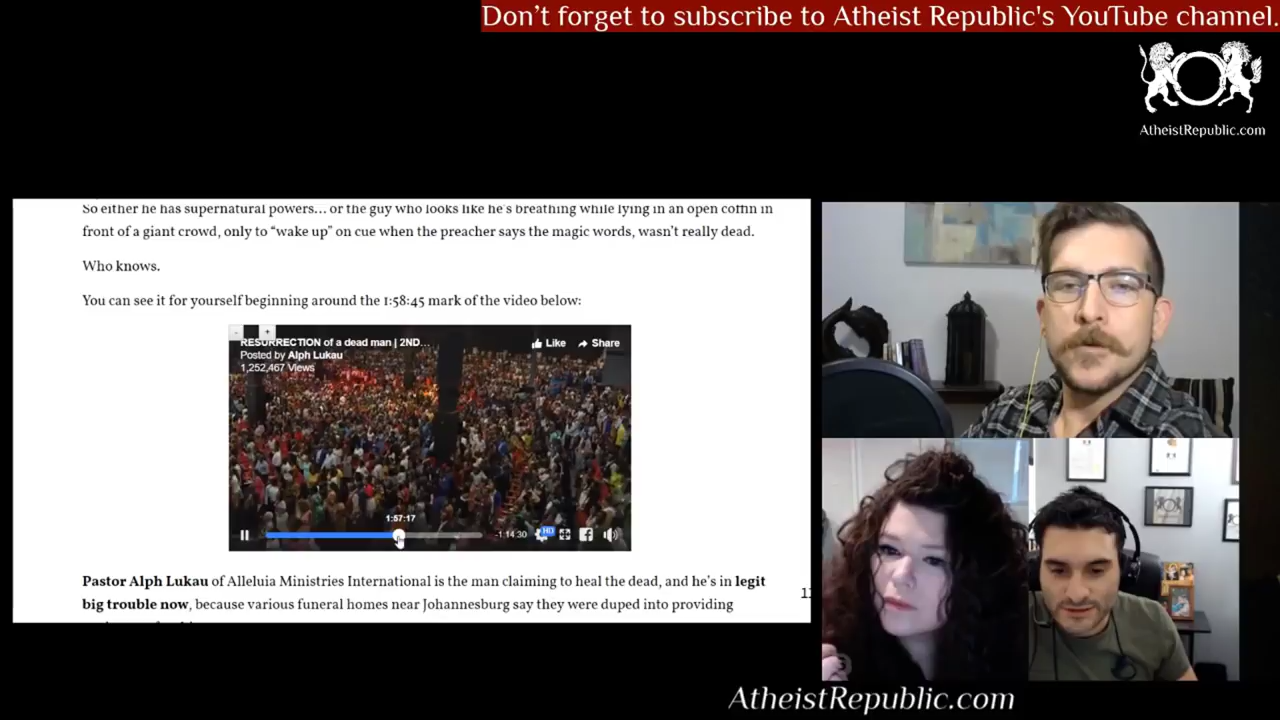 Don’t forget to subscribe to Atheist Republic's YouTube channel.
AtheistRepublic.com
So either he has supernatural powers… or the guy who looks like he's breathing while lying in an open coffin in
front of a giant crowd, only to “wake up” on cue when the preacher says the magic words, wasn’t really dead.
Who knows.
You can see it for yourself beginning around the 1:58:45 mark of the video below:
- +
RESURRECTION of a dead man | 2ND...
Posted by Alph Lukau
1,252,467 Views
Like Share
1:57:17
-1:14:30
HD
Pastor Alph Lukau of Alleluia Ministries International is the man claiming to heal the dead, and he’s in legit
big trouble now, because various funeral homes near Johannesburg say they were duped into providing
AtheistRepublic.com